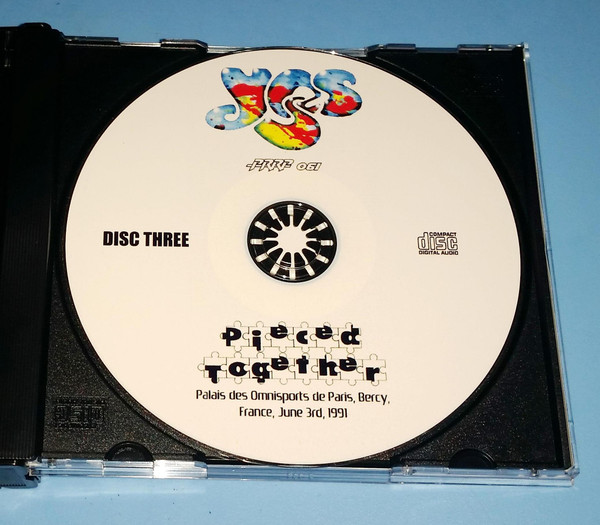 Yes
PRRP 061
DISC THREE
COMPACT
disc
DIGITAL AUDIO
Pieced
Together
Palais des Omnisports de Paris, Bercy,
France, June 3rd, 1991